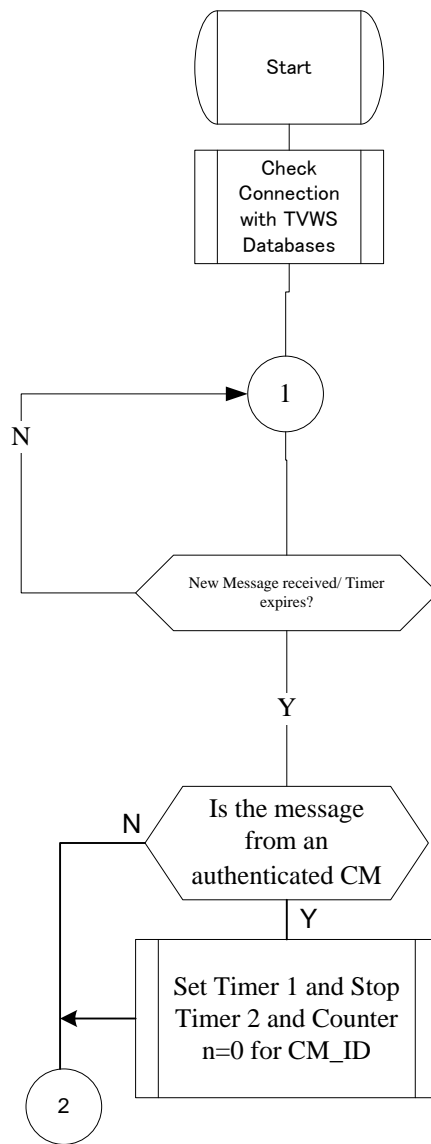 Start
Check
Connection
with TVWS
Databases
1
N
New Message received/ Timer
expires?
Y
N
Is the message
from an
authenticated CM
Y
Set Timer 1 and Stop
Timer 2 and Counter
n=0 for CM_ID
2